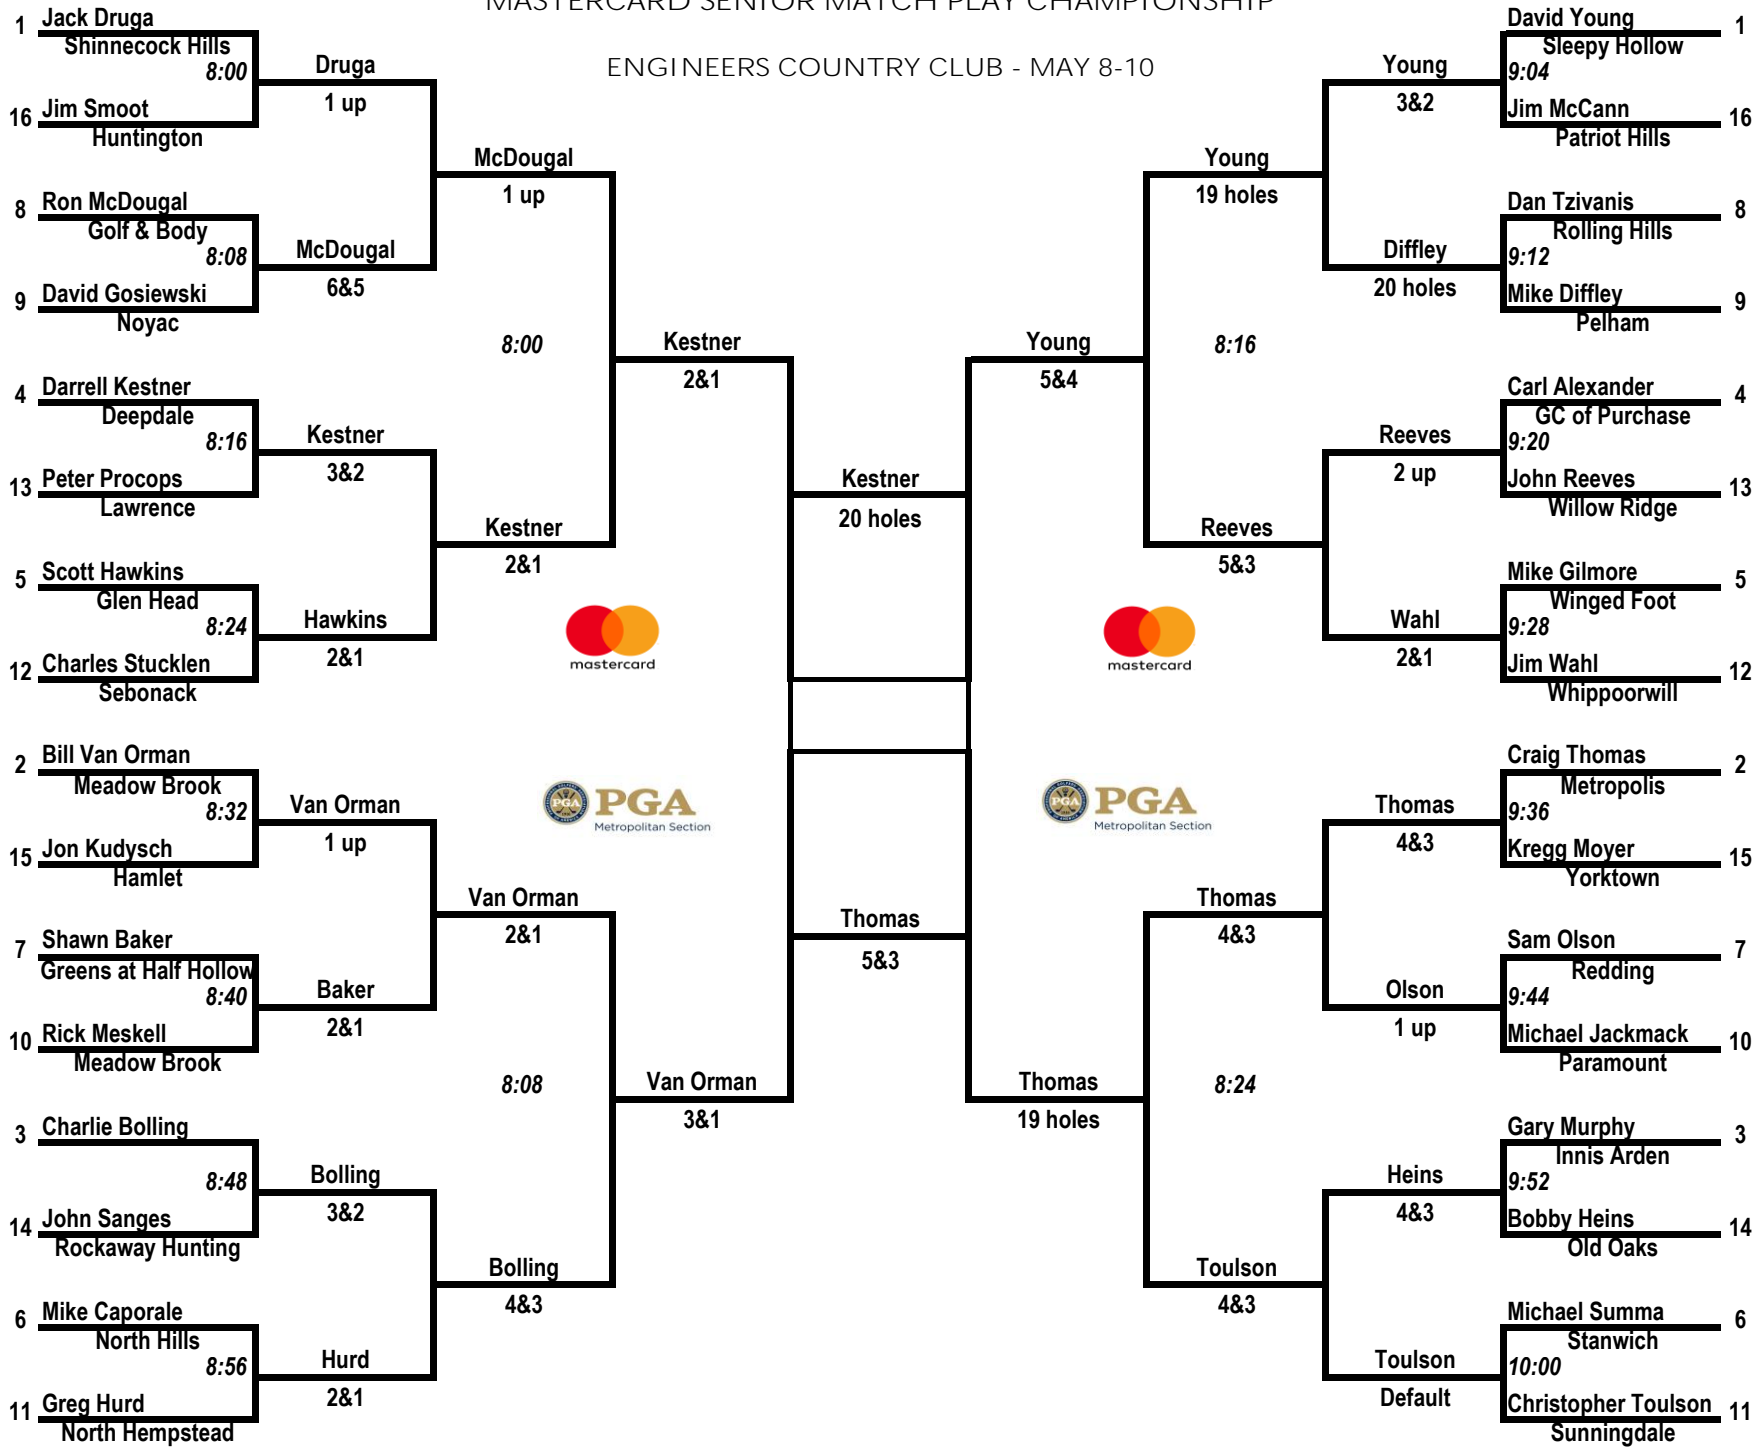 MASTERCARD SENIOR MATCH PLAY CHAMPIONSHIP
ENGINEERS COUNTRY CLUB - MAY 8-10
1 Jack Druga
Shinnecock Hills
8:00
16 Jim Smoot
Huntington
8 Ron McDougal
Golf & Body
8:08
9 David Gosiewski
Noyac
4 Darrell Kestner
Deepdale
8:16
13 Peter Procops
Lawrence
5 Scott Hawkins
Glen Head
8:24
12 Charles Stucklen
Sebonack
2 Bill Van Orman
Meadow Brook
8:32
15 Jon Kudysch
Hamlet
7 Shawn Baker
Greens at Half Hollow
8:40
10 Rick Meskell
Meadow Brook
3 Charlie Bolling
8:48
14 John Sanges
Rockaway Hunting
6 Mike Caporale
North Hills
8:56
11 Greg Hurd
North Hempstead
Druga
1 up
McDougal
6&5
Kestner
3&2
Hawkins
2&1
Van Orman
1 up
Baker
2&1
Bolling
3&2
Hurd
2&1
McDougal
1 up
8:00
Kestner
2&1
Van Orman
2&1
8:08
Bolling
4&3
Kestner
2&1
mastercard
PGA
PGA
Metropolitan Section
Van Orman
3&1
Kestner
20 holes
Thomas
5&3
Young
5&4
mastercard
PGA
PGA
Metropolitan Section
Thomas
19 holes
Young
19 holes
8:16
Reeves
5&3
Thomas
4&3
8:24
Toulson
4&3
Young
3&2
Diffley
20 holes
Reeves
2 up
Wahl
2&1
Thomas
4&3
Olson
1 up
Heins
4&3
Toulson
Default
David Young 1
Sleepy Hollow
9:04
Jim McCann 16
Patriot Hills
Dan Tzivanis 8
Rolling Hills
9:12
Mike Diffley 9
Pelham
Carl Alexander 4
GC of Purchase
9:20
John Reeves 13
Willow Ridge
Mike Gilmore 5
Winged Foot
9:28
Jim Wahl 12
Whippoorwill
Craig Thomas 2
Metropolis
9:36
Kregg Moyer 15
Yorktown
Sam Olson 7
Redding
9:44
Michael Jackmack 10
Paramount
Gary Murphy 3
Innis Arden
9:52
Bobby Heins 14
Old Oaks
Michael Summa 6
Stanwich
10:00
Christopher Toulson 11
Sunningdale